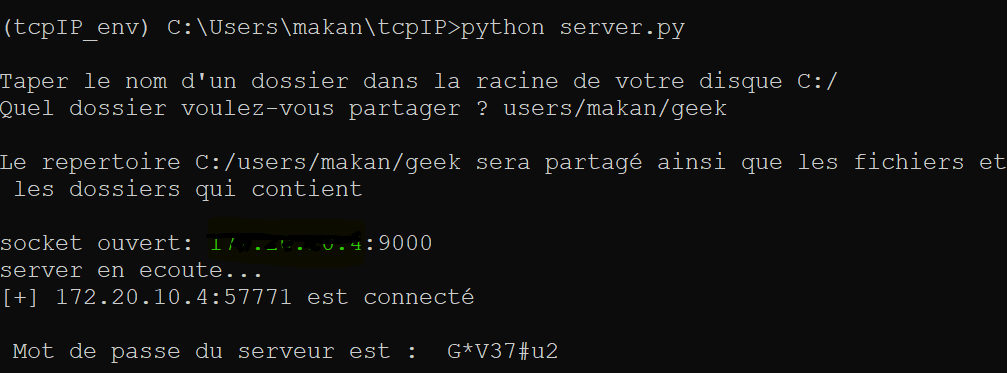 (tcpIP_env) C:\Users\makan\tcpIP>python server.py
Taper le nom d'un dossier dans la racine de votre disque C:/
Quel dossier voulez-vous partager ? users/makan/geek
Le repertoire C:/users/makan/geek sera partagé ainsi que les fichiers et
les dossiers qui contient
socket ouvert: :9000
server en ecoute...
[+] 172.20.10.4:57771 est connecté
Mot de passe du serveur est : G*V37#u2